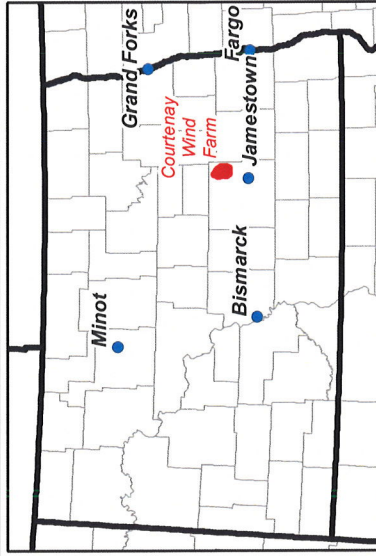 Minot
Grand Forks
Courtenay
Wind
Farm
Fargo
Bismarck
Jamestown